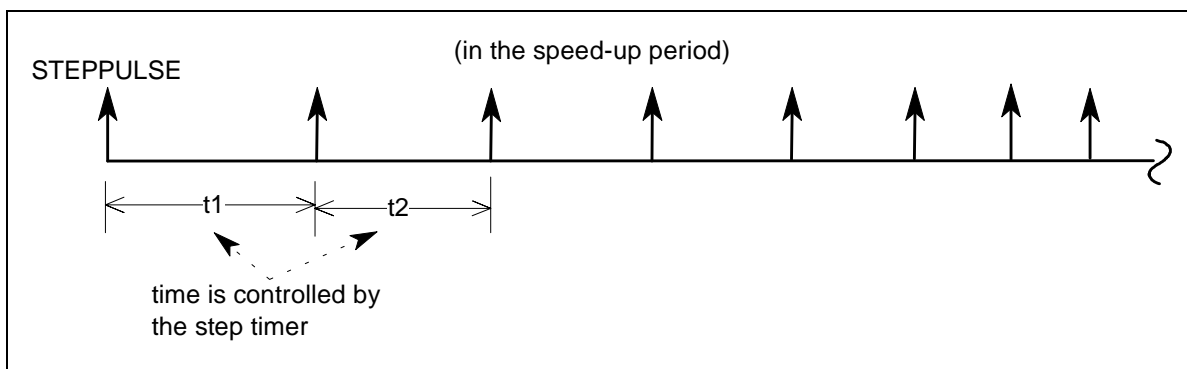 (in the speed-up period)
STEPPULSE
t1
t2
time is controlled by
the step timer